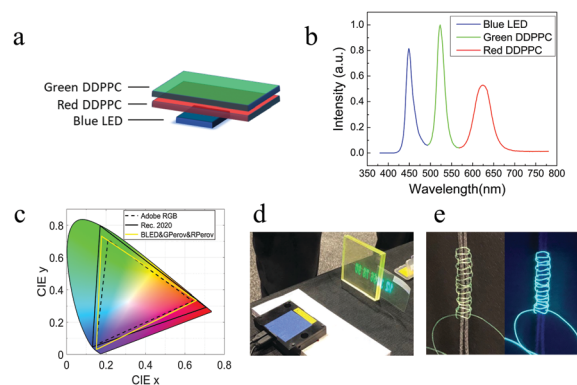 a
Green DDPPC
Red DDPPC
Blue LED
b
Blue LED
Green DDPPC
Red DDPPC
Intensity (a.u.)
1.0
0.8
0.6
0.4
0.2
0.0
350 400 450 500 550 600 650 700 750 800
Wavelength(nm)
c
Adobe RGB
Rec. 2020
BLED&GPerov&RPerov
CIE y
0.8
0.6
0.4
0.2
0.0
0.0 0.2 0.4 0.6 0.8
CIE x
d
e